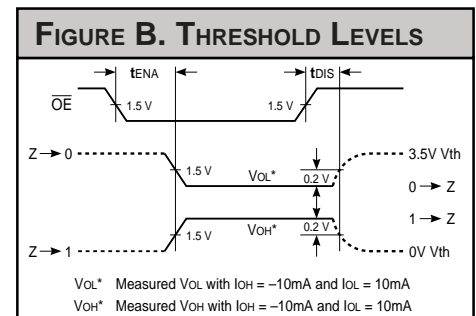 FIGURE B. THRESHOLD LEVELS
tENA tDIS
OE 1.5 V 1.5 V
Z → 0 3.5V Vth
1.5 V VOL* 0.2 V 0 → Z
1 → Z
1.5 V VOH* 0.2 V
Z → 1 0V Vth
VOL* Measured VOL with IOH = –10mA and IOL = 10mA
VOH* Measured VOH with IOH = –10mA and IOL = 10mA